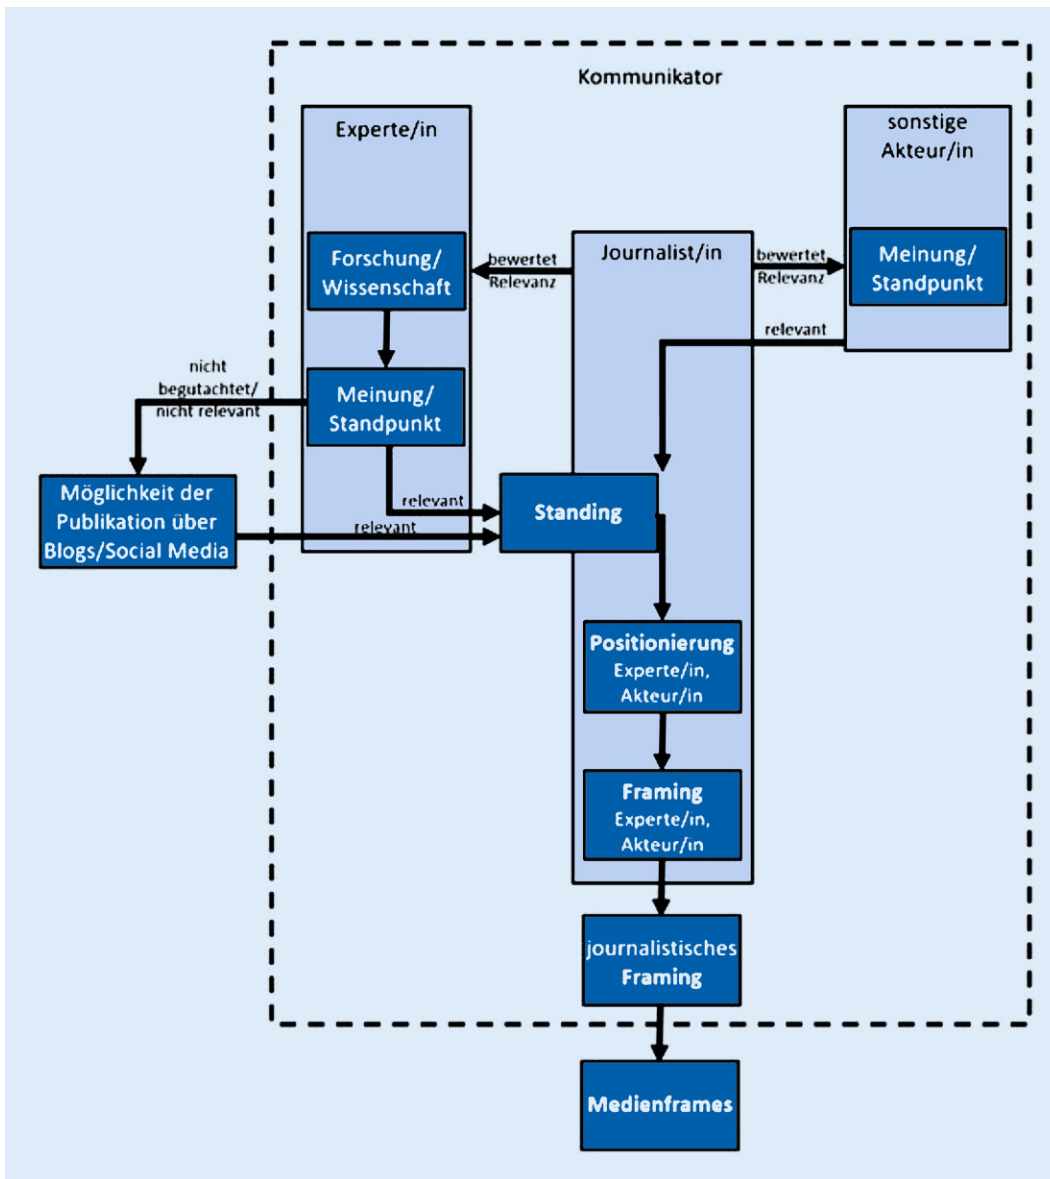 Kommunikator
Experte/in
sonstige
Akteur/in
Forschung/
Wissenschaft
bewertet
Relevanz
Journalist/in
bewertet
Relevanz
Meinung/
Standpunkt
relevant
nicht
begutachtet/
nicht relevant
Meinung/
Standpunkt
Möglichkeit der
Publikation über
Blogs/Social Media
relevant
relevant
Standing
Positionierung
Experte/in,
Akteur/in
Framing
Experte/in,
Akteur/in
journalistisches
Framing
Medienframes